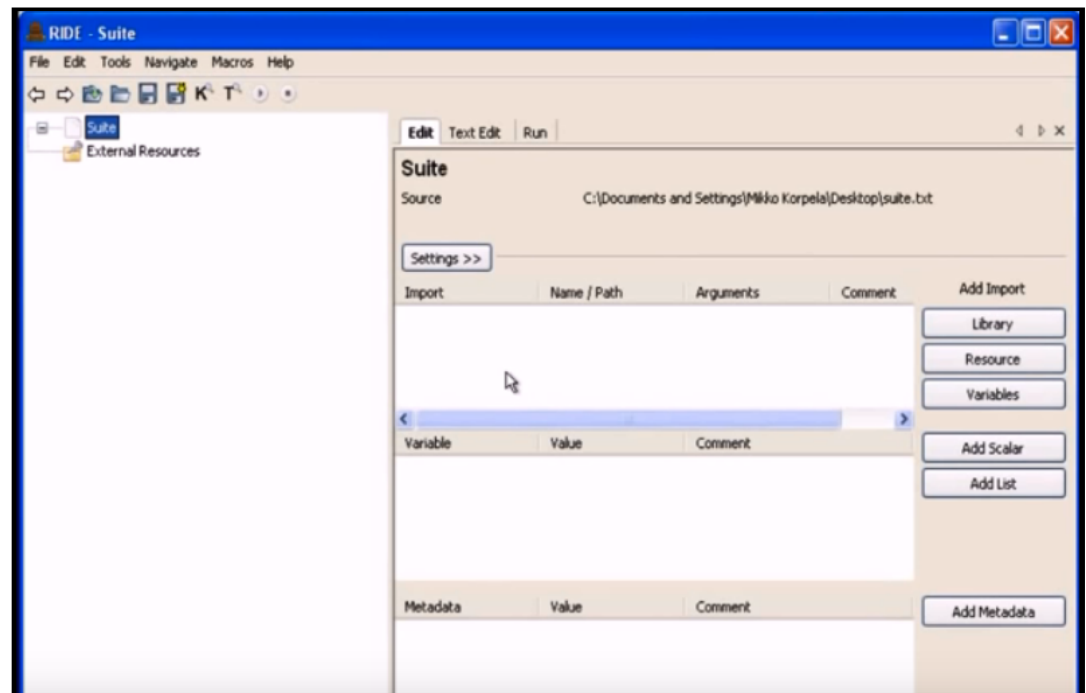 RIDE - Suite
File Edit Tools Navigate Macros Help
K T
Suite
External Resources
Edit Text Edit Run
Suite
Source C:\Documents and Settings\Mikko Korpela\Desktop\suite.txt
Settings >>
Import Name / Path Arguments Comment Add Import
Library
Resource
Variables
Variable Value Comment
Add Scalar
Add List
Metadata Value Comment
Add Metadata